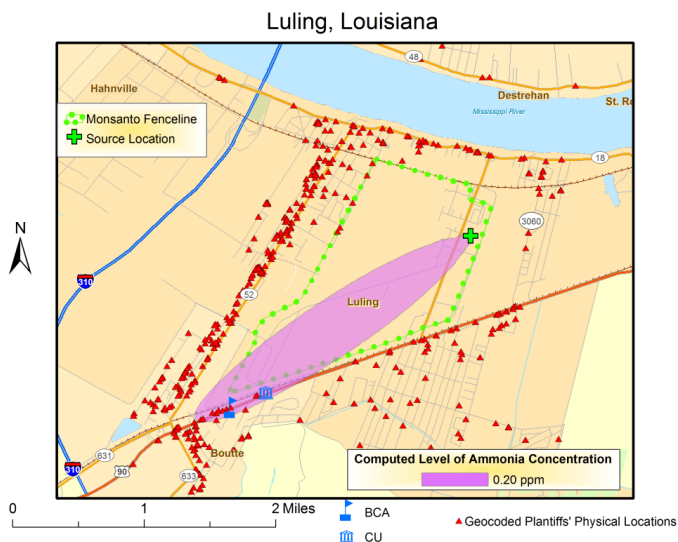 Luling, Louisiana
48
Hahnville
Destrehan
St. Ro
Mississippi River
Monsanto Fenceline
Source Location
18
3060
N
310
52
Luling
631
90
Boutte
310
633
Computed Level of Ammonia Concentration
0.20 ppm
0 1 2 Miles
BCA
CU
Geocoded Plantiffs' Physical Locations